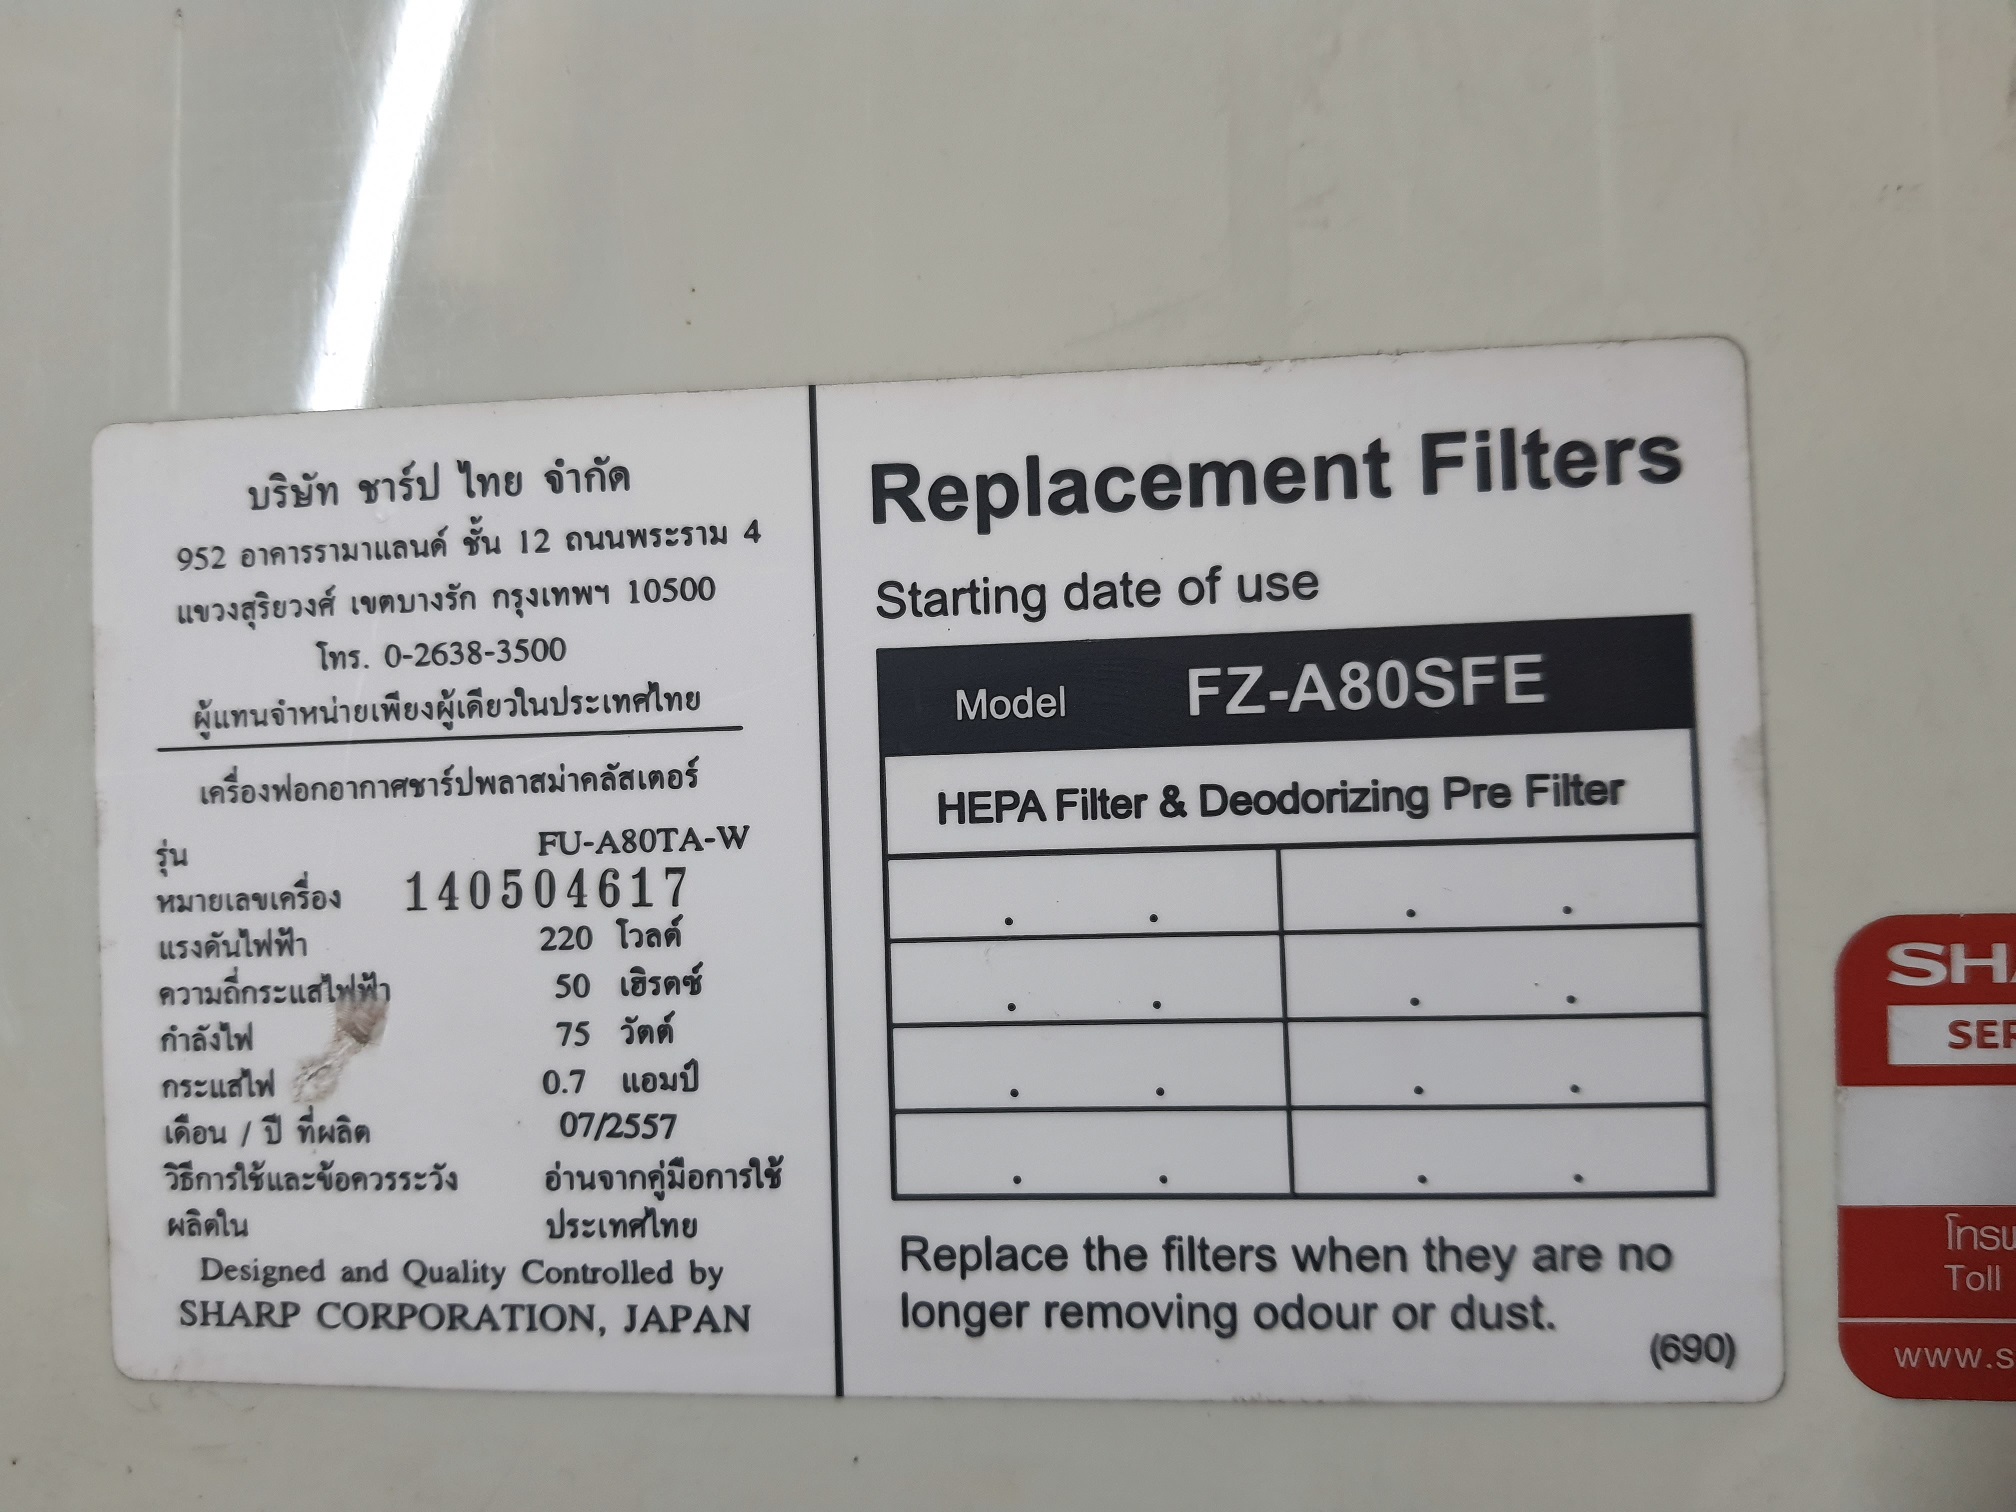 บริษัท ชาร์ป ไทย จำกัด
952 อาคารรามาแลนด์ ชั้น 12 ถนนพระราม 4
แขวงสุริยวงศ์ เขตบางรัก กรุงเทพฯ 10500
โทร. 0-2638-3500
ผู้แทนจำหน่ายเพียงผู้เดียวในประเทศไทย
เครื่องฟอกอากาศชาร์ปพลาสม่าคลัสเตอร์
รุ่น FU-A80TA-W
หมายเลขเครื่อง 140504617
แรงดันไฟฟ้า 220 โวลต์
ความถี่กระแสไฟฟ้า 50 เฮิรตซ์
กำลังไฟ 75 วัตต์
กระแสไฟ 0.7 แอมป์
เดือน / ปี ที่ผลิต 07/2557
วิธีการใช้และข้อควรระวัง อ่านจากคู่มือการใช้
ผลิตใน ประเทศไทย
Designed and Quality Controlled by
SHARP CORPORATION, JAPAN
Replacement Filters
Starting date of use
Model FZ-A80SFE
HEPA Filter & Deodorizing Pre Filter
. . . .
. . . .
. . . .
. . . .
Replace the filters when they are no
longer removing odour or dust.
(690)
Toll